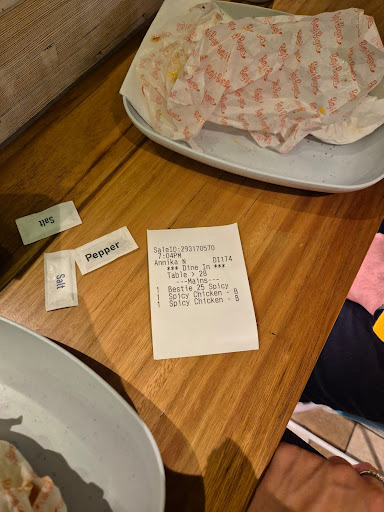 Salt
Pepper
Salt
SaleID:293170570
7:04PM
Annika N DI174
*** Dine In ***
Table > 28
---Mains---
1 Bestie 25 Spicy
1 Spicy Chicken - B
1 Spicy Chicken - B